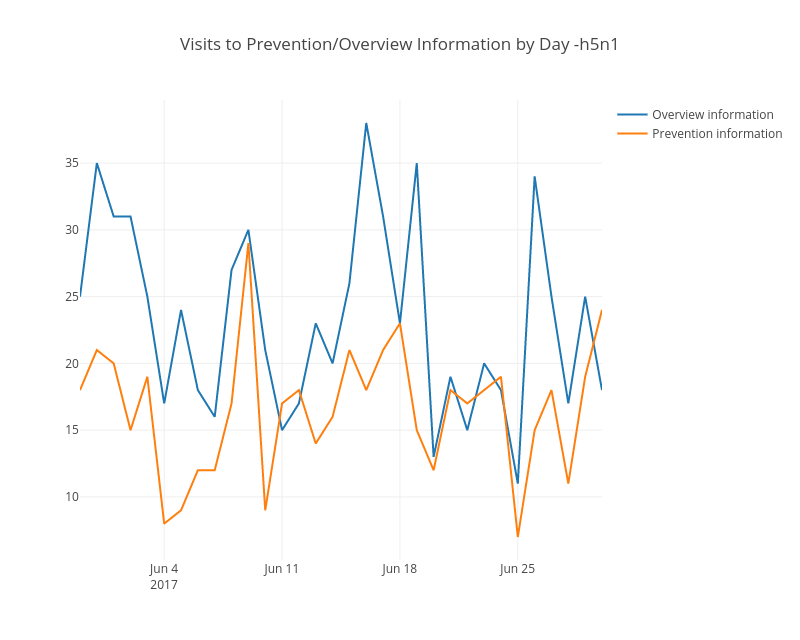 Visits to Prevention/Overview Information by Day -h5n1
Overview information
Prevention information
35
30
25
20
15
10
Jun 4
2017
Jun 11
Jun 18
Jun 25